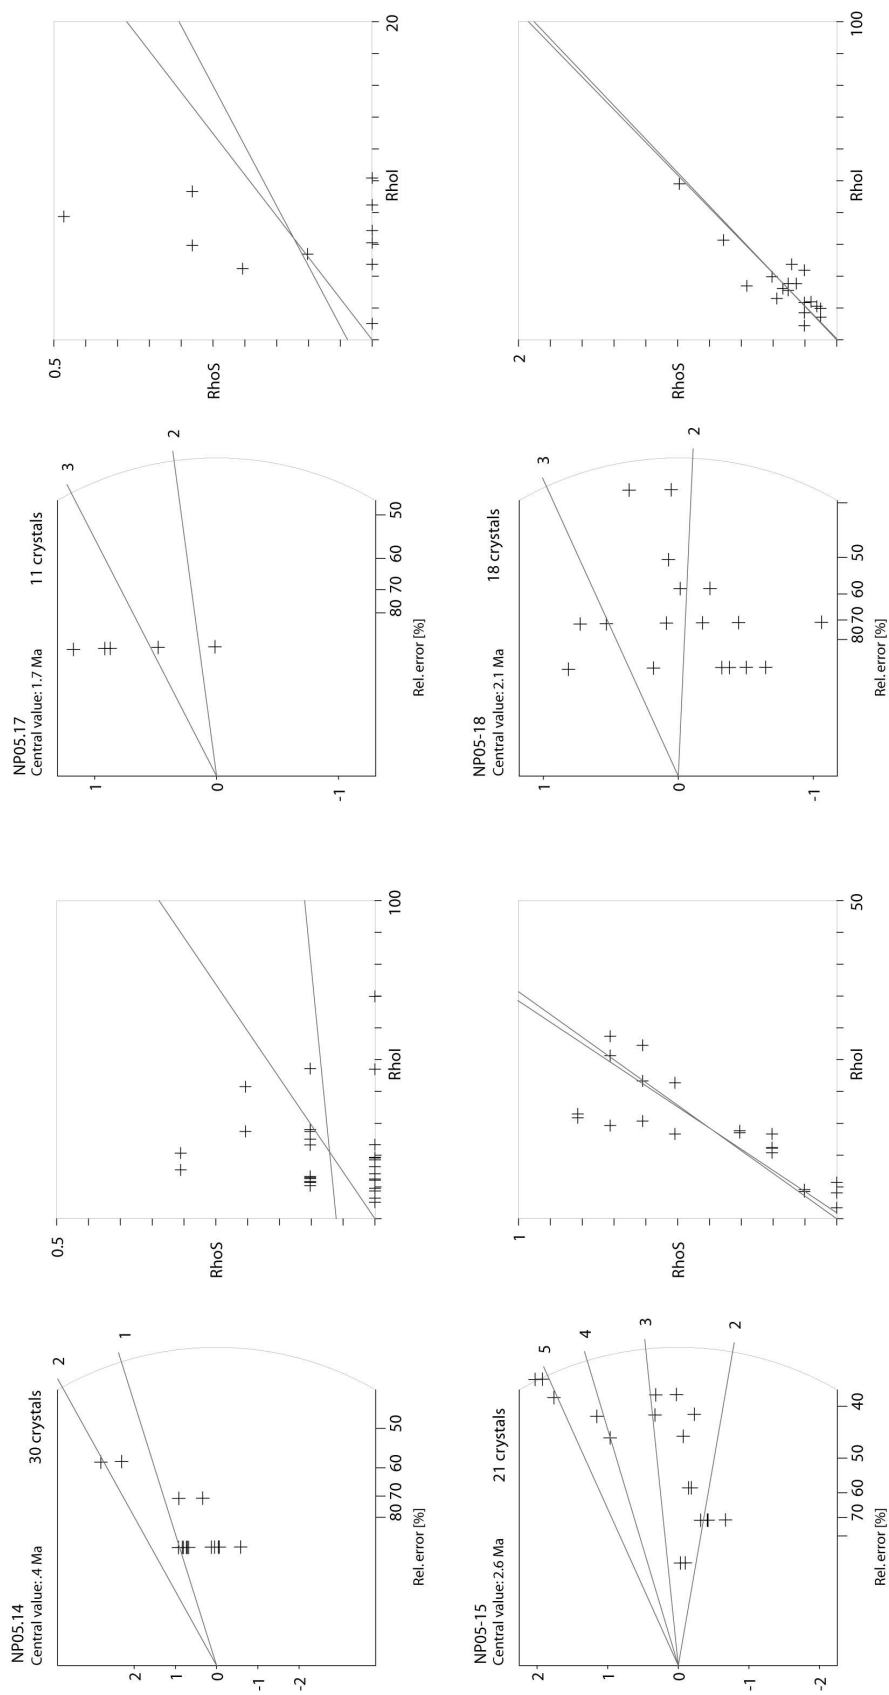 NP05.14
Central value: .4 Ma
30 crystals
2
1
2
1
0
-1
-2
80 70 60 50
Rel. error [%]
0.5
RhoS
RhoI
100
NP05.17
Central value: 1.7 Ma
11 crystals
3
2
1
0
-1
80 70 60 50
Rel. error [%]
0.5
RhoS
RhoI
20
NP05-15
Central value: 2.6 Ma
21 crystals
5
4
3
2
2
1
0
-1
-2
70 60 50 40
Rel. error [%]
1
RhoS
50
NP05-18
Central value: 2.1 Ma
18 crystals
3
2
1
0
-1
80 70 60 50
Rel. error [%]
2
RhoS
100